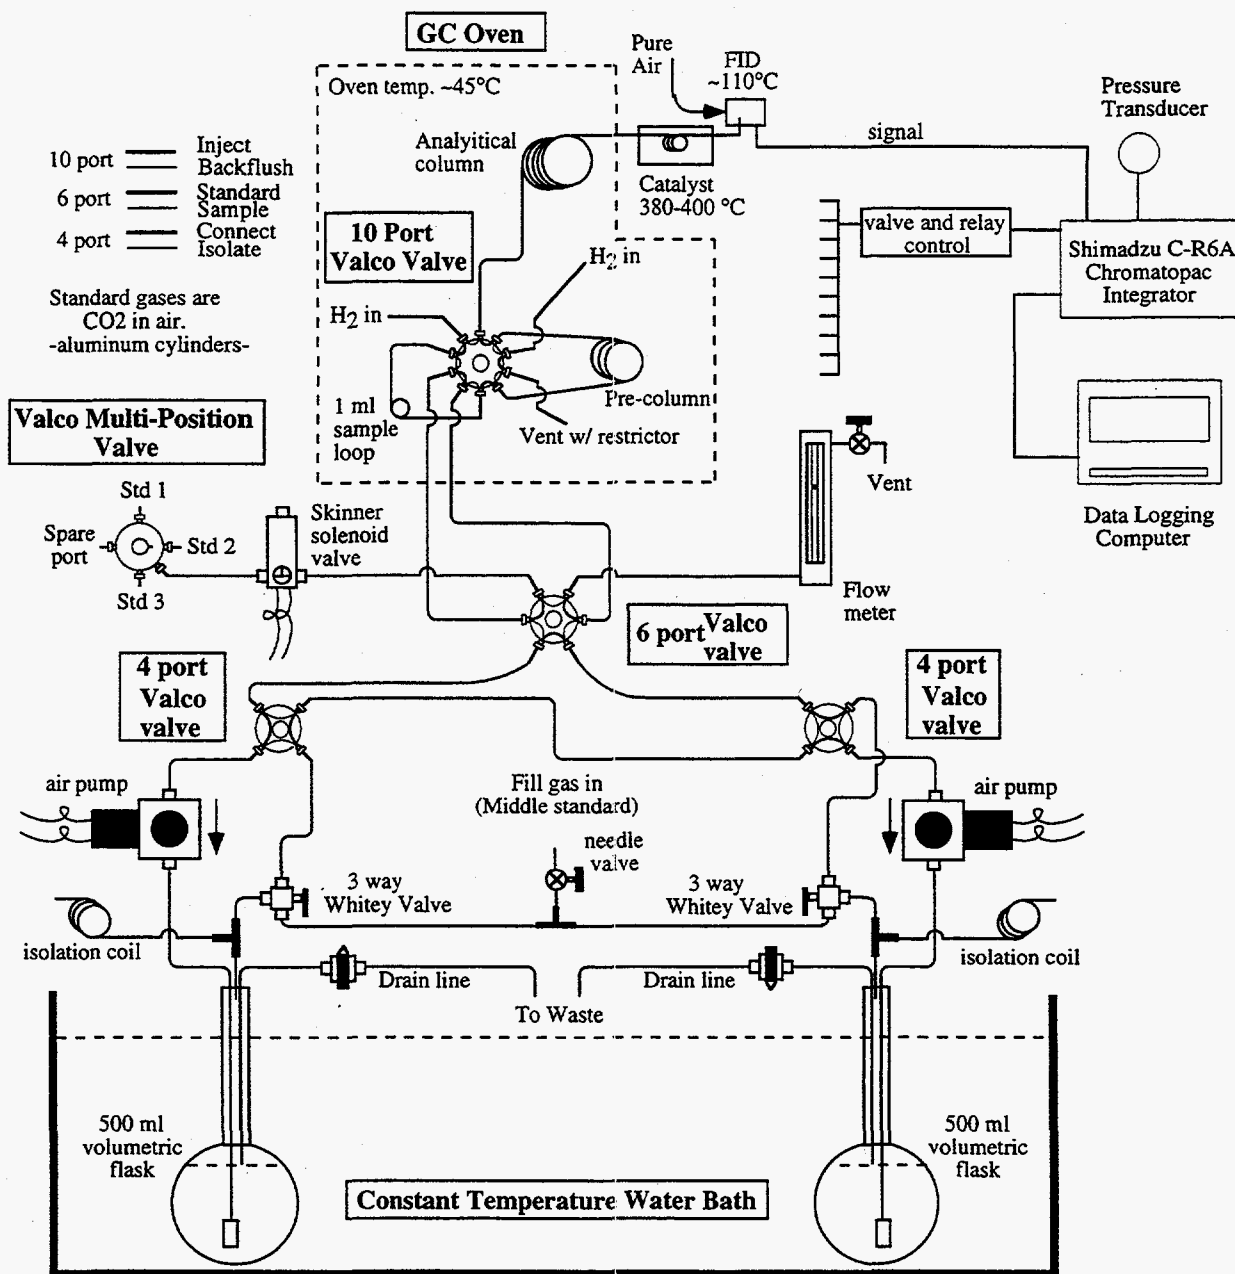 GC Oven
Oven temp. ~45°C
Pure
Air
FID
~110°C
Pressure
Transducer
signal
Analyitical
column
Catalyst
380-400 °C
10 port
Inject
Backflush
6 port
Standard
Sample
4 port
Connect
Isolate
10 Port
Valco Valve
valve and relay
control
Shimadzu C-R6A
Chromatopac
Integrator
Standard gases are
CO2 in air.
-aluminum cylinders-
H2 in
H2 in
1 ml
sample
loop
Pre-column
Vent w/ restrictor
Valco Multi-Position
Valve
Std 1
Spare
port
Std 2
Std 3
Skinner
solenoid
valve
Vent
Data Logging
Computer
Flow
meter
6 port Valco
valve
4 port
Valco
valve
4 port
Valco
valve
air pump
Fill gas in
(Middle standard)
air pump
needle
valve
3 way
Whitey Valve
3 way
Whitey Valve
isolation coil
isolation coil
Drain line
Drain line
To Waste
500 ml
volumetric
flask
500 ml
volumetric
flask
Constant Temperature Water Bath